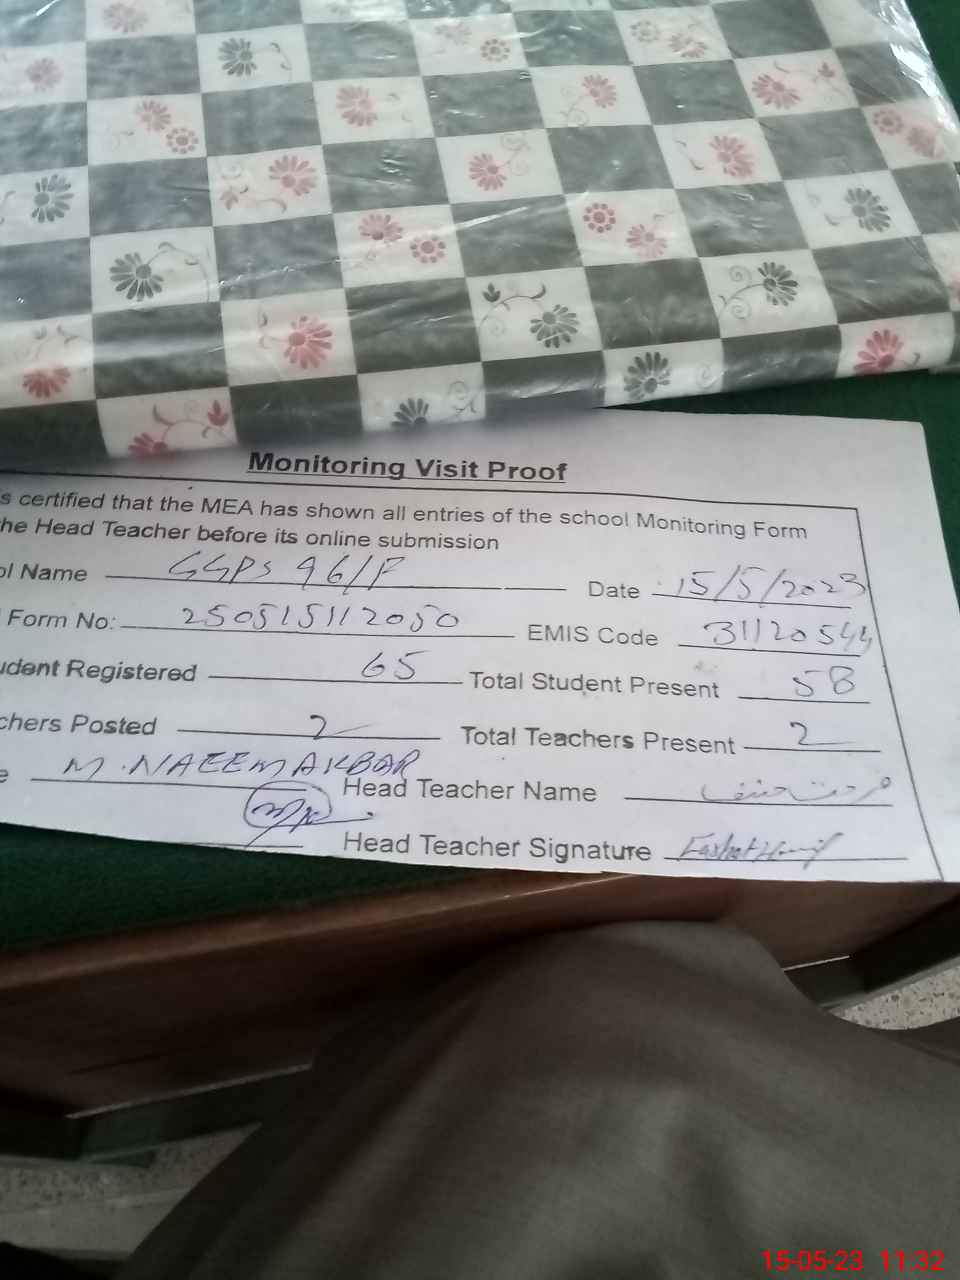 Monitoring Visit Proof
s certified that the MEA has shown all entries of the school Monitoring Form
he Head Teacher before its online submission
ol Name GGPS 96/F Date 15/5/2023
Form No: 250515112050 EMIS Code 31120544
udent Registered 65 Total Student Present 58
chers Posted 2 Total Teachers Present 2
e M. NAEEM AKBAR Head Teacher Name
Head Teacher Signature
15-05-23 11:32